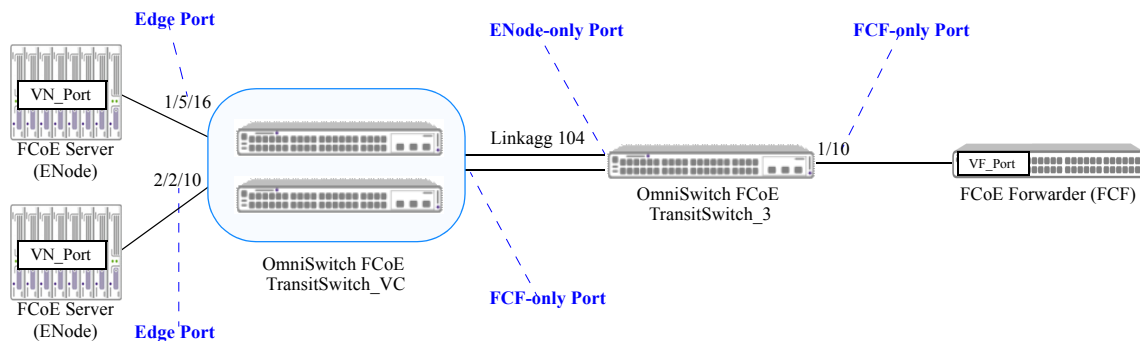 Edge Port
ENode-only Port
FCF-only Port
VN_Port
1/5/16
FCoE Server
(ENode)
Linkagg 104
1/10
VF_Port
OmniSwitch FCoE
TransitSwitch_3
FCoE Forwarder (FCF)
2/2/10
VN_Port
OmniSwitch FCoE
TransitSwitch_VC
FCoE Server
(ENode)
FCF-only Port
Edge Port